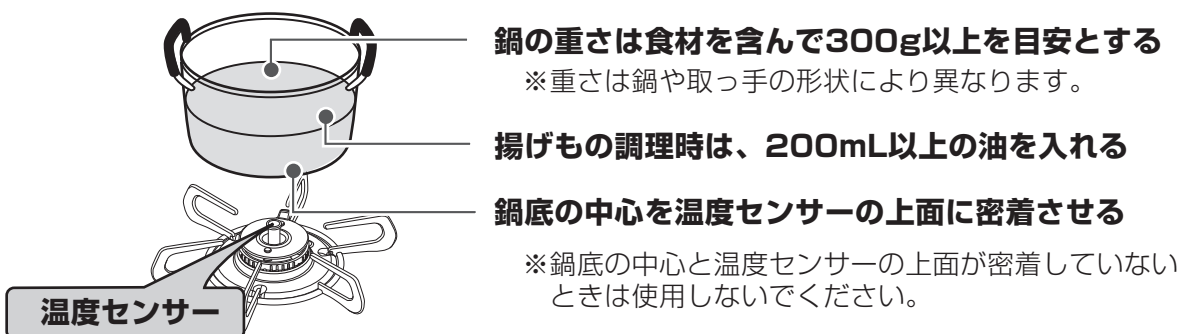 鍋の重さは食材を含んで300g以上を目安とする
※重さは鍋や取っ手の形状により異なります。
揚げもの調理時は、200mL以上の油を入れる
鍋底の中心を温度センサーの上面に密着させる
※鍋底の中心と温度センサーの上面が密着していない
ときは使用しないでください。
温度センサー